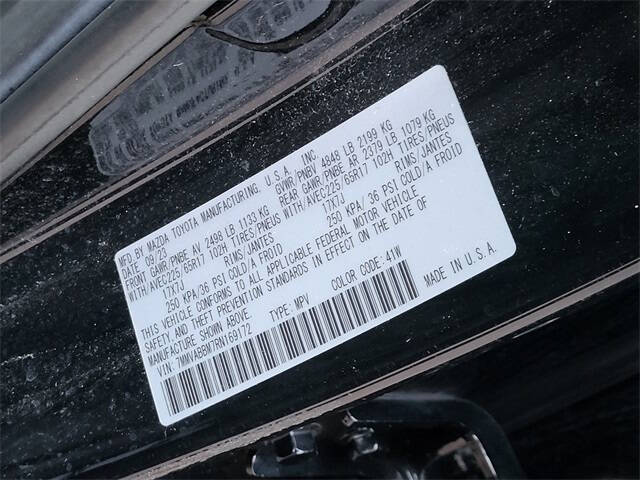 MFD. BY MAZDA TOYOTA MANUFACTURING, U.S.A., INC.
DATE 09/23 GVWR/PNBV 4849 LB 2199 KG
FRONT GAWR/PNBE AV 2498 LB 1133 KG REAR GAWR/PNBE AR 2379 LB 1079 KG
WITH/AVEC225/65R17 102H TIRES/PNEUS WITH/AVEC225/65R17 102H TIRES/PNEUS
17X7J RIMS/JANTES 17X7J RIMS/JANTES
250 KPA/36 PSI COLD/A FROID 250 KPA/36 PSI COLD/A FROID
THIS VEHICLE CONFORMS TO ALL APPLICABLE FEDERAL MOTOR VEHICLE
SAFETY, AND THEFT PREVENTION STANDARDS IN EFFECT ON THE DATE OF
MANUFACTURE SHOWN ABOVE.
VIN: TYPE: MPV COLOR CODE: 41W
MADE IN U.S.A.